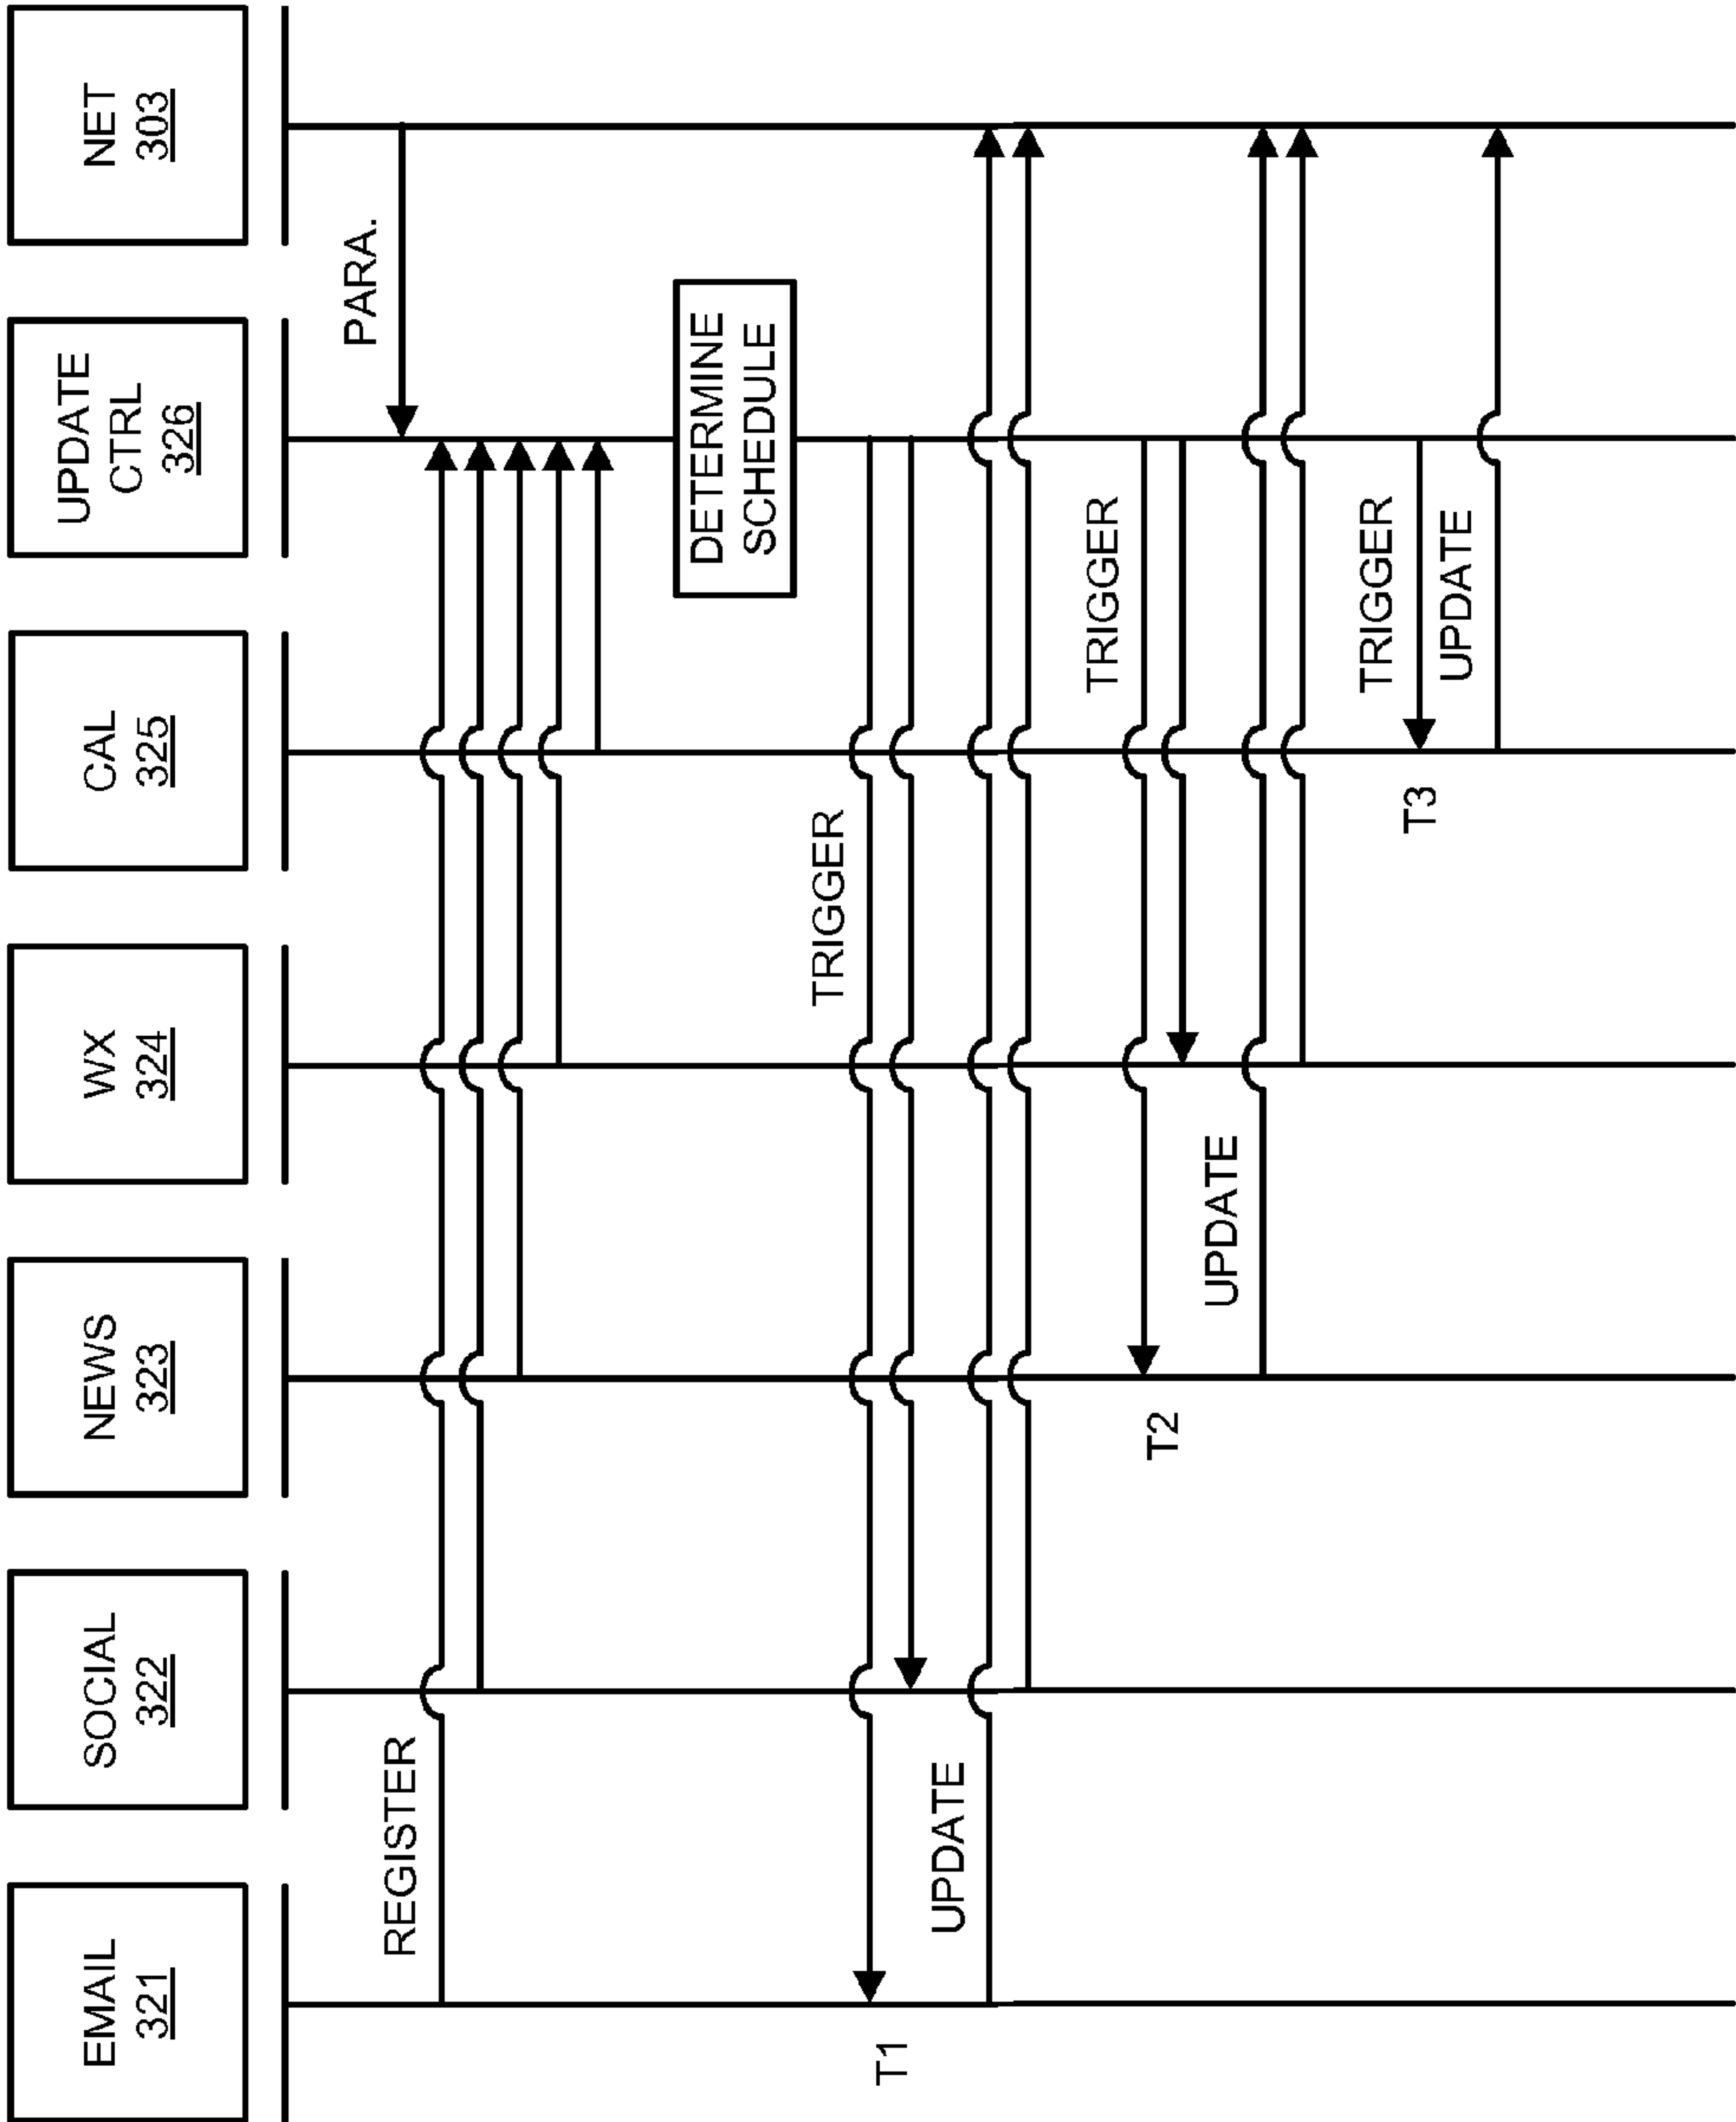 EMAIL
321
SOCIAL
322
NEWS
323
WX
324
CAL
325
UPDATE
CTRL
326
NET
303
PARA.
REGISTER
DETERMINE
SCHEDULE
TRIGGER
T1
UPDATE
TRIGGER
T2
UPDATE
TRIGGER
T3
UPDATE